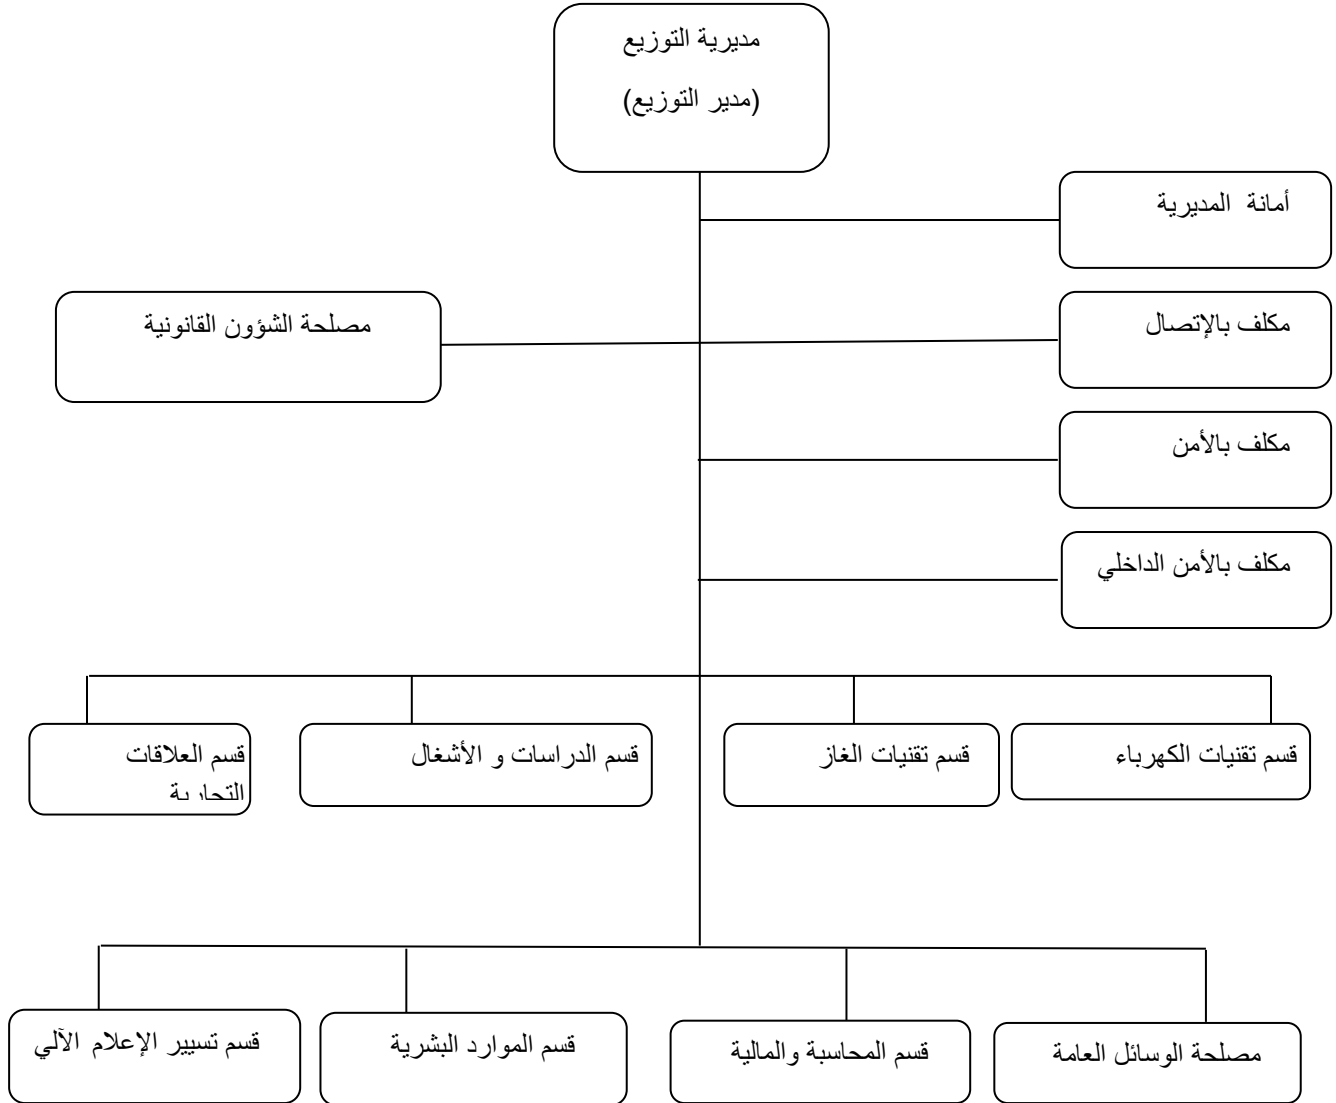 مديرية التوزيع
(مدير التوزيع)
أمانة المديرية
مكلف بالإتصال
مصلحة الشؤون القانونية
مكلف بالأمن
مكلف بالأمن الداخلي
قسم تقنيات الكهرباء
قسم تقنيات الغاز
قسم الدراسات و الأشغال
قسم العلاقات
التجارية
مصلحة الوسائل العامة
قسم المحاسبة والمالية
قسم الموارد البشرية
قسم تسيير الإعلام الآلي